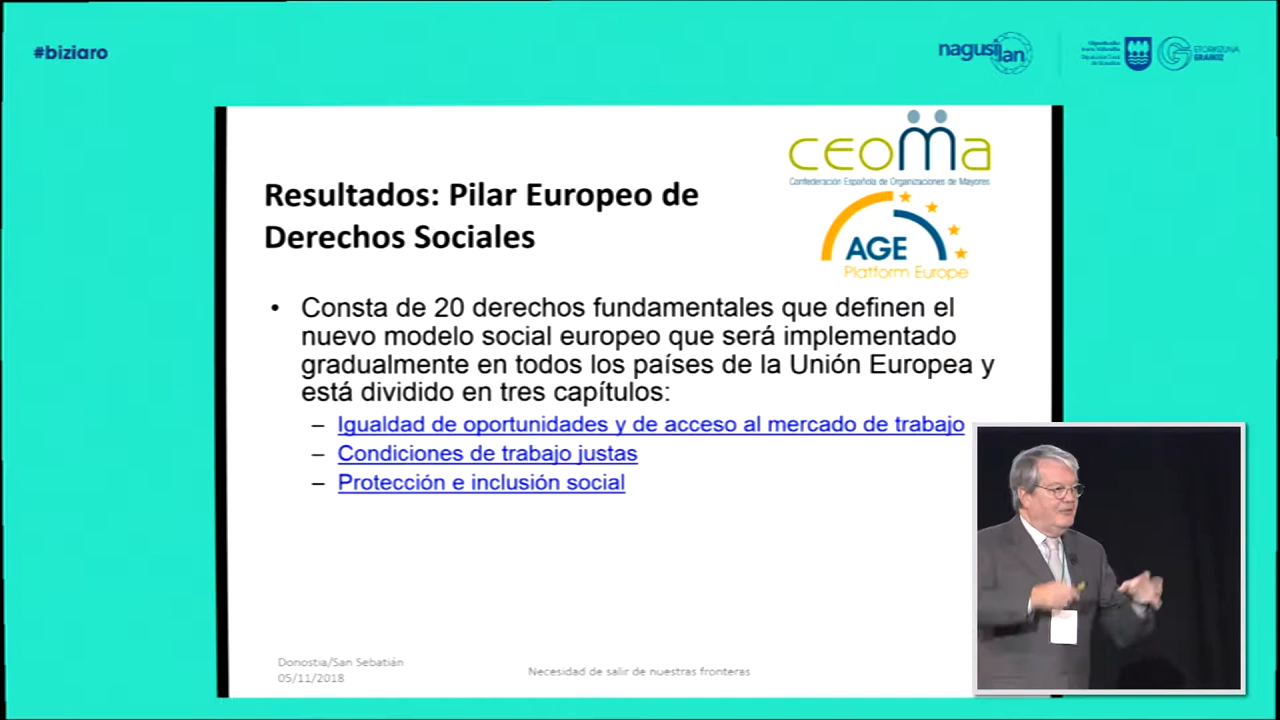 #biziaro
nagusi
lan
ETORKIZUNA
ERAIKIZ
ceoma
Confederación Española de Organizaciones de Mayores
AGE
Platform Europe
Resultados: Pilar Europeo de
Derechos Sociales
• Consta de 20 derechos fundamentales que definen el
nuevo modelo social europeo que será implementado
gradualmente en todos los países de la Unión Europea y
está dividido en tres capítulos:
– Igualdad de oportunidades y de acceso al mercado de trabajo
– Condiciones de trabajo justas
– Protección e inclusión social
Donostia/San Sebatián
05/11/2018
Necesidad de salir de nuestras fronteras